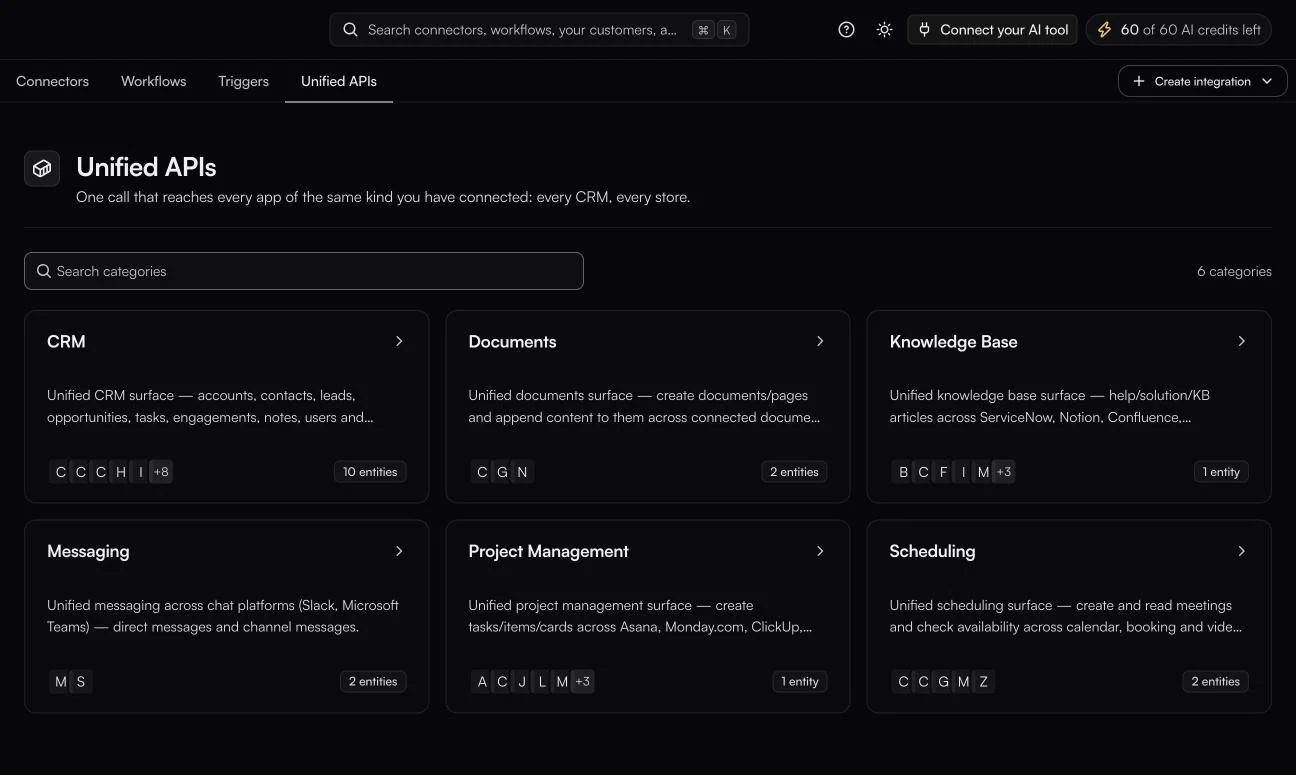 Search connectors, workflows, your customers, a...
⌘ K
Connect your AI tool
60 of 60 AI credits left
Connectors
Workflows
Triggers
Unified APIs
Create integration
Unified APIs
One call that reaches every app of the same kind you have connected: every CRM, every store.
Search categories
6 categories
CRM
Unified CRM surface — accounts, contacts, leads,
opportunities, tasks, engagements, notes, users and...
C C C H I +8
10 entities
Documents
Unified documents surface — create documents/pages
and append content to them across connected docume...
C G N
2 entities
Knowledge Base
Unified knowledge base surface — help/solution/KB
articles across ServiceNow, Notion, Confluence,...
B C F I M +3
1 entity
Messaging
Unified messaging across chat platforms (Slack, Microsoft
Teams) — direct messages and channel messages.
M S
2 entities
Project Management
Unified project management surface — create
tasks/items/cards across Asana, Monday.com, ClickUp,...
A C J L M +3
1 entity
Scheduling
Unified scheduling surface — create and read meetings
and check availability across calendar, booking and vide...
C C G M Z
2 entities